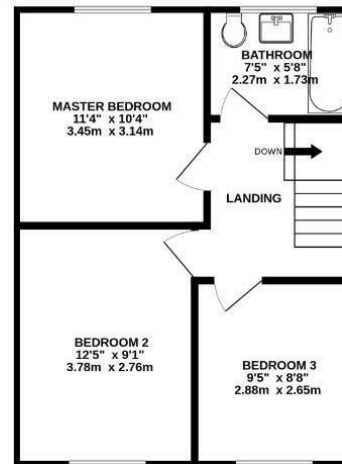 BATHROOM
7'5" x 5'8"
2.27m x 1.73m
MASTER BEDROOM
11'4" x 10'4"
3.45m x 3.14m
DOWN
LANDING
BEDROOM 2
12'5" x 9'1"
3.78m x 2.76m
BEDROOM 3
9'5" x 8'8"
2.88m x 2.65m